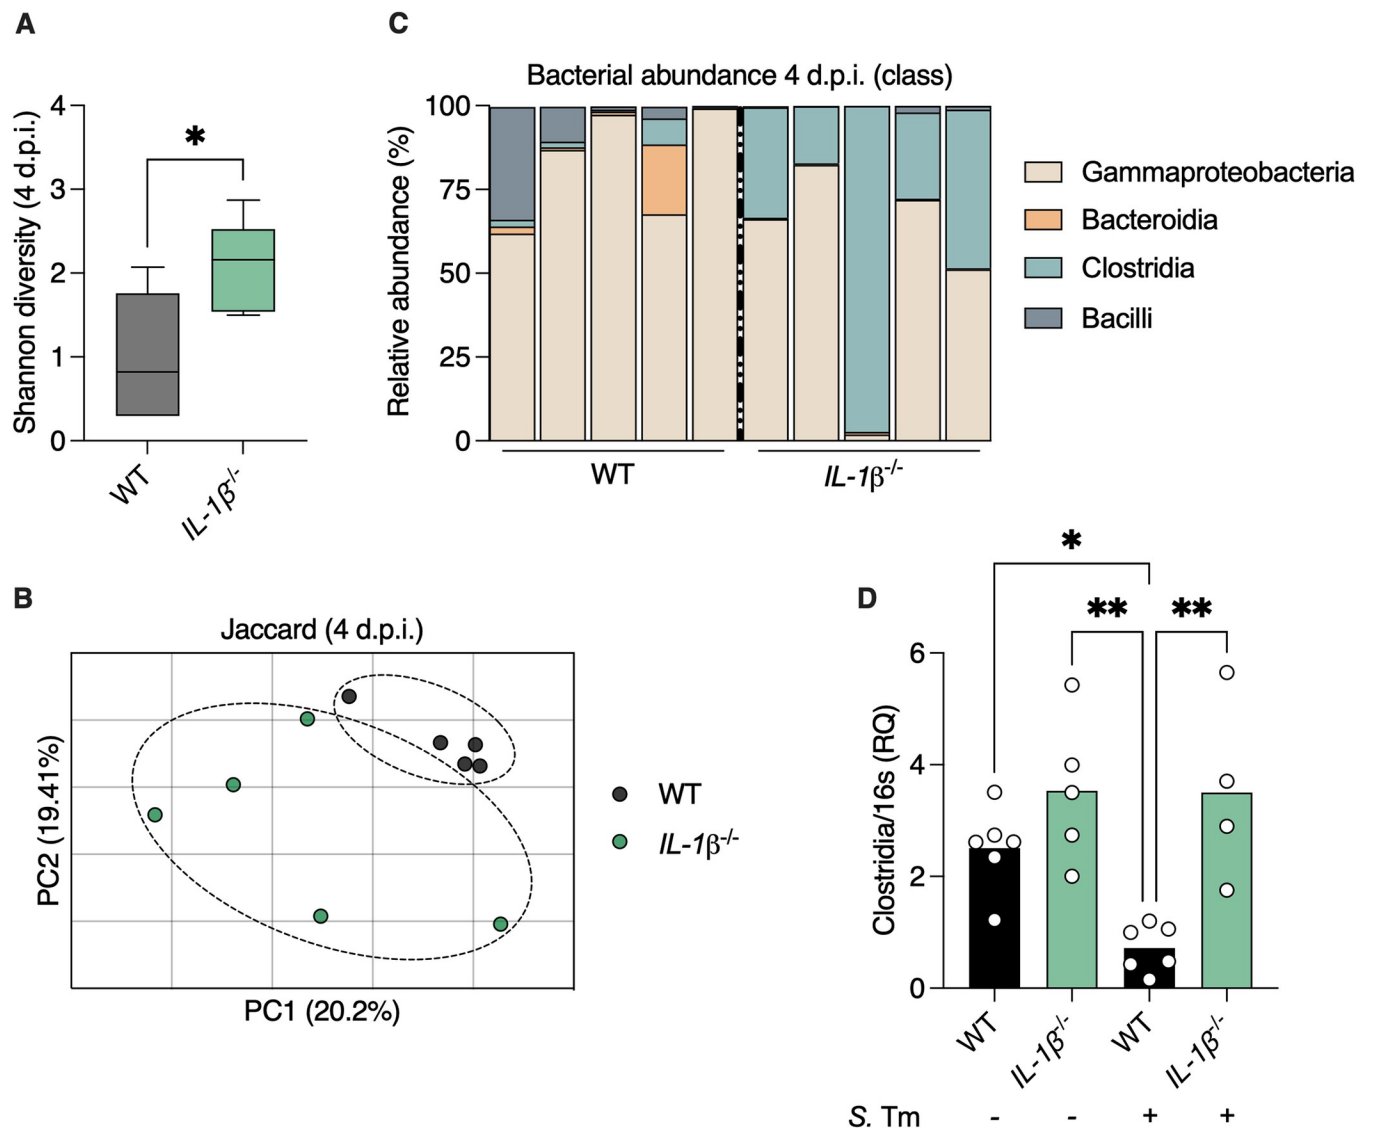 A
Shannon diversity (4 d.p.i.)
4
3
2
1
0
*
WT
IL-1β-/-
C
Bacterial abundance 4 d.p.i. (class)
Relative abundance (%)
100
75
50
25
0
WT
IL-1β-/-
Gammaproteobacteria
Bacteroidia
Clostridia
Bacilli
B
Jaccard (4 d.p.i.)
PC2 (19.41%)
PC1 (20.2%)
WT
IL-1β-/-
D
*
** **
Clostridia/16s (RQ)
6
4
2
0
WT IL-1β-/- WT IL-1β-/-
S. Tm - - + +